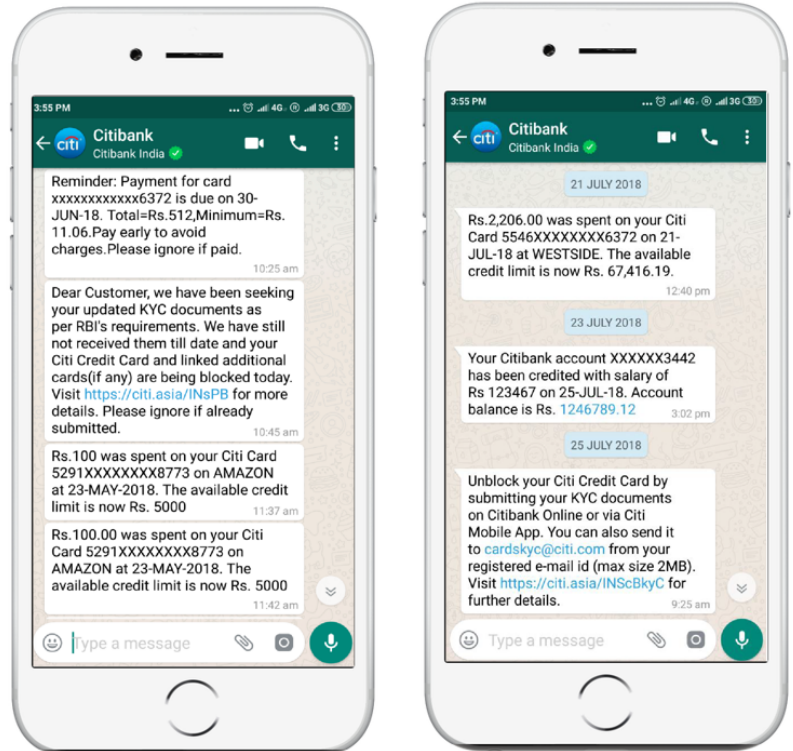 3:55 PM
... 4G ® 3G 30
citi
Citibank
Citibank India
Reminder: Payment for card
xxxxxxxxxxxx6372 is due on 30-
JUN-18. Total=Rs.512,Minimum=Rs.
11.06.Pay early to avoid
charges.Please ignore if paid.
10:25 am
Dear Customer, we have been seeking
your updated KYC documents as
per RBI's requirements. We have still
not received them till date and your
Citi Credit Card and linked additional
cards(if any) are being blocked today.
Visit https://citi.asia/INsPB for more
details. Please ignore if already
submitted.
10:45 am
Rs.100 was spent on your Citi Card
5291XXXXXXXX8773 on AMAZON
at 23-MAY-2018. The available credit
limit is now Rs. 5000
11:37 am
Rs.100.00 was spent on your Citi
Card 5291XXXXXXXX8773 on
AMAZON at 23-MAY-2018. The
available credit limit is now Rs. 5000
11:42 am
Type a message
3:55 PM
... 4G ® 3G 30
citi
Citibank
Citibank India
21 JULY 2018
Rs.2,206.00 was spent on your Citi
Card 5546XXXXXXXX6372 on 21-
JUL-18 at WESTSIDE. The available
credit limit is now Rs. 67,416.19.
12:40 pm
23 JULY 2018
Your Citibank account XXXXXX3442
has been credited with salary of
Rs 123467 on 25-JUL-18. Account
balance is Rs. 1246789.12
3:02 pm
25 JULY 2018
Unblock your Citi Credit Card by
submitting your KYC documents
on Citibank Online or via Citi
Mobile App. You can also send it
to cardskyc@citi.com from your
registered e-mail id (max size 2MB).
Visit https://citi.asia/INScBkyC for
further details.
9:25 am
Type a message